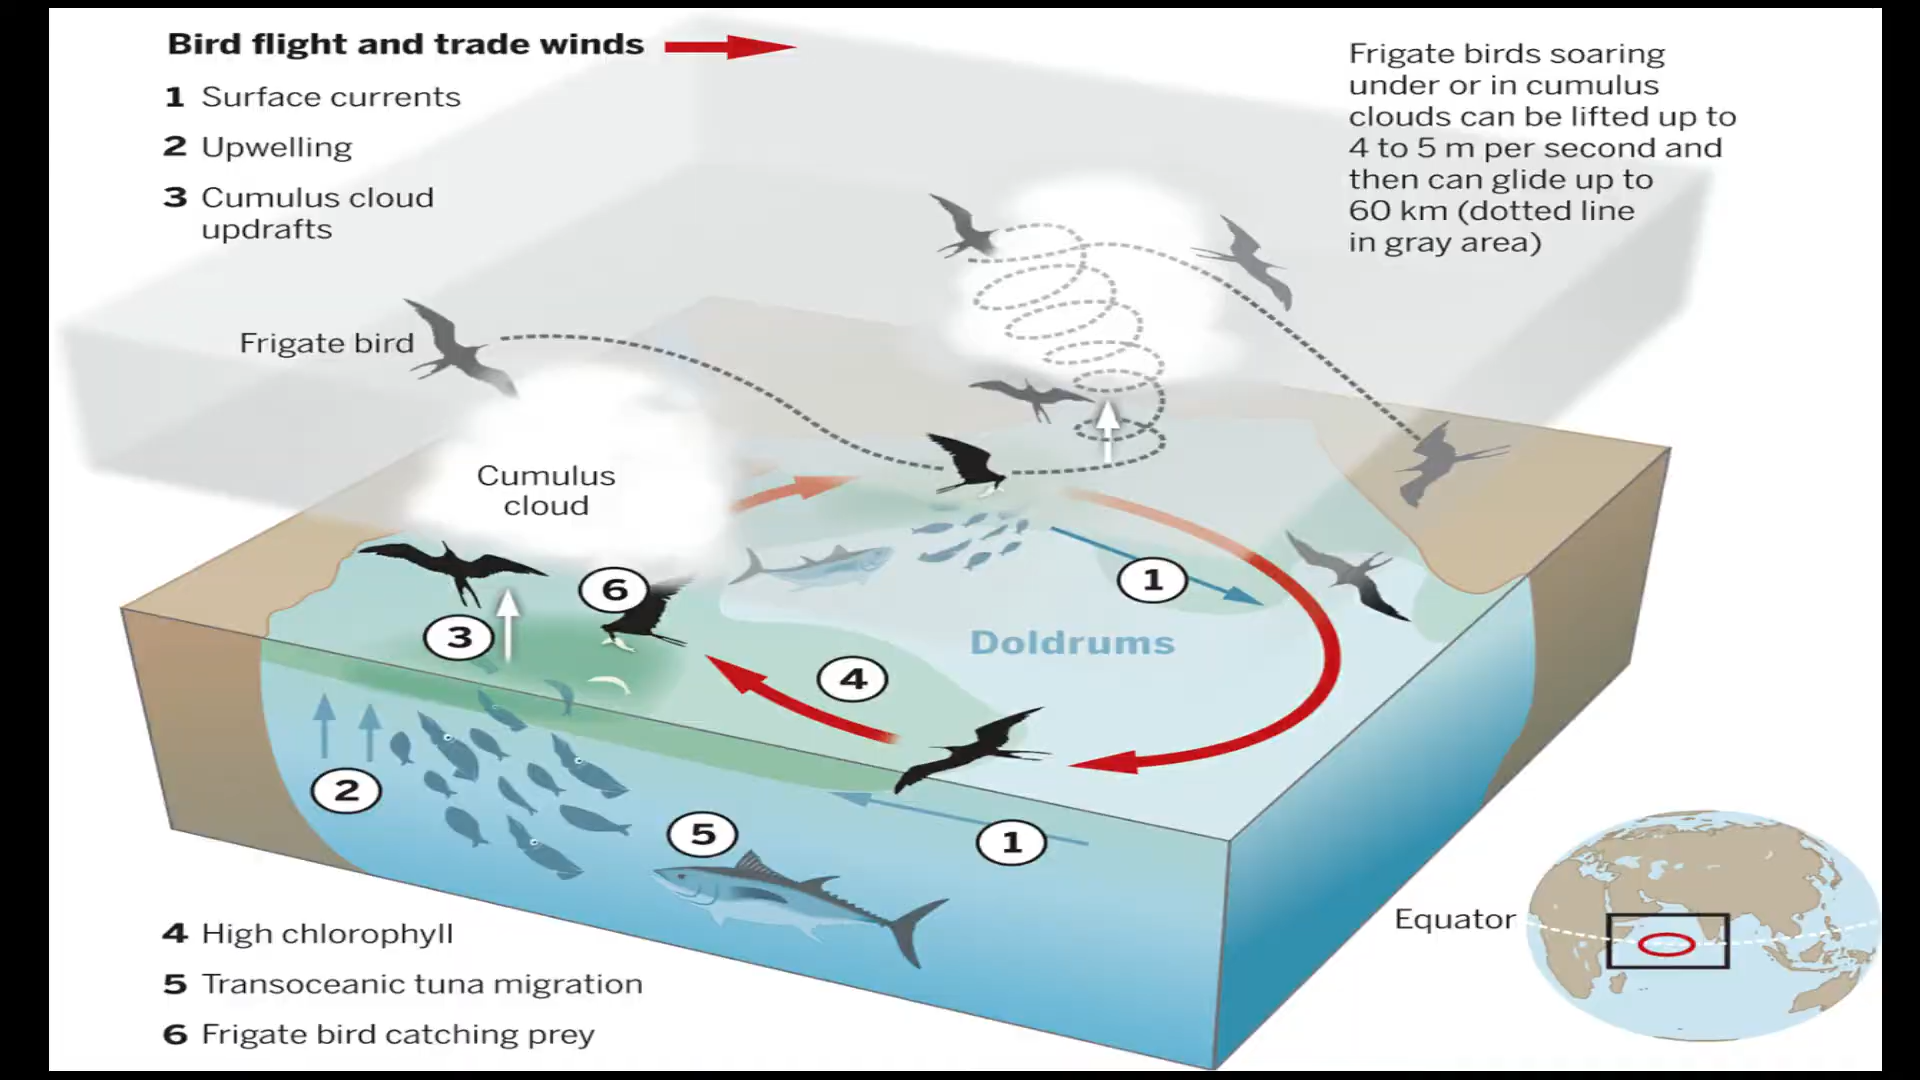 Bird flight and trade winds
1 Surface currents
2 Upwelling
3 Cumulus cloud
updrafts
Frigate birds soaring
under or in cumulus
clouds can be lifted up to
4 to 5 m per second and
then can glide up to
60 km (dotted line
in gray area)
Frigate bird
Cumulus
cloud
6
3
1
Doldrums
4
2
5
1
4 High chlorophyll
5 Transoceanic tuna migration
6 Frigate bird catching prey
Equator